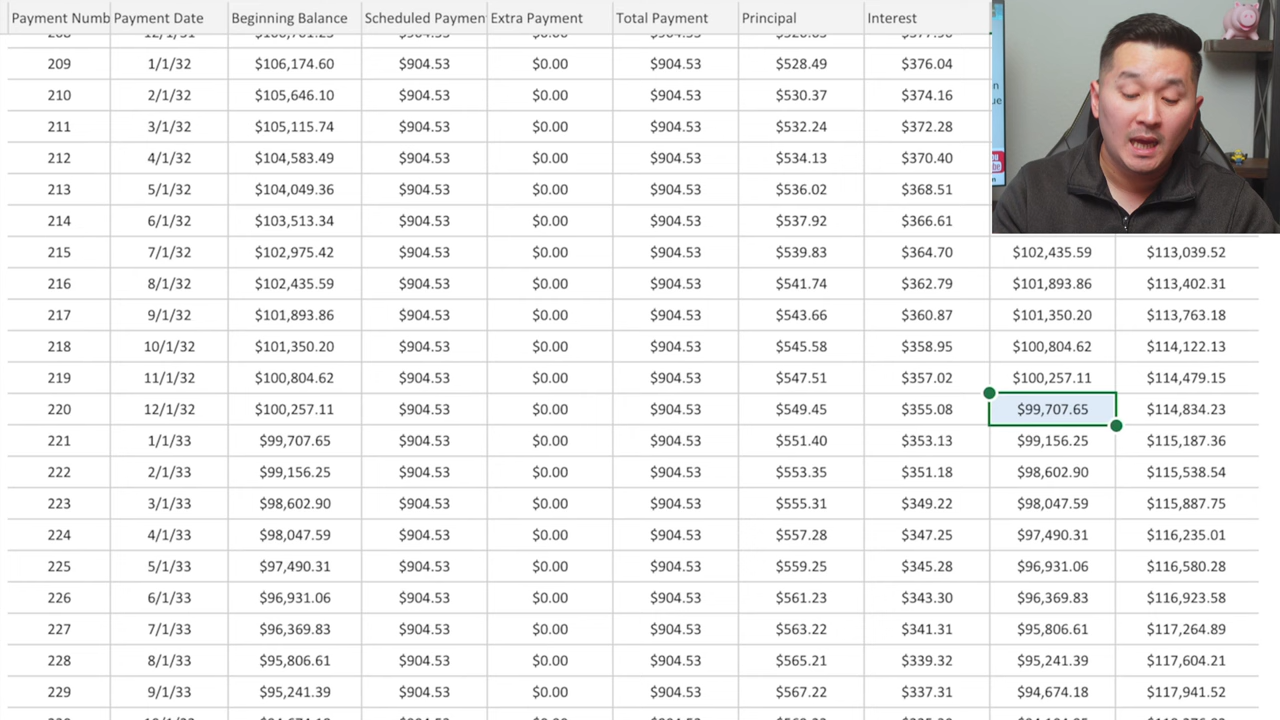 Payment Numb Payment Date Beginning Balance Scheduled Paymen Extra Payment Total Payment Principal Interest
209 1/1/32 $106,174.60 $904.53 $0.00 $904.53 $528.49 $376.04
210 2/1/32 $105,646.10 $904.53 $0.00 $904.53 $530.37 $374.16
211 3/1/32 $105,115.74 $904.53 $0.00 $904.53 $532.24 $372.28
212 4/1/32 $104,583.49 $904.53 $0.00 $904.53 $534.13 $370.40
213 5/1/32 $104,049.36 $904.53 $0.00 $904.53 $536.02 $368.51
214 6/1/32 $103,513.34 $904.53 $0.00 $904.53 $537.92 $366.61
215 7/1/32 $102,975.42 $904.53 $0.00 $904.53 $539.83 $364.70 $102,435.59 $113,039.52
216 8/1/32 $102,435.59 $904.53 $0.00 $904.53 $541.74 $362.79 $101,893.86 $113,402.31
217 9/1/32 $101,893.86 $904.53 $0.00 $904.53 $543.66 $360.87 $101,350.20 $113,763.18
218 10/1/32 $101,350.20 $904.53 $0.00 $904.53 $545.58 $358.95 $100,804.62 $114,122.13
219 11/1/32 $100,804.62 $904.53 $0.00 $904.53 $547.51 $357.02 $100,257.11 $114,479.15
220 12/1/32 $100,257.11 $904.53 $0.00 $904.53 $549.45 $355.08 $99,707.65 $114,834.23
221 1/1/33 $99,707.65 $904.53 $0.00 $904.53 $551.40 $353.13 $99,156.25 $115,187.36
222 2/1/33 $99,156.25 $904.53 $0.00 $904.53 $553.35 $351.18 $98,602.90 $115,538.54
223 3/1/33 $98,602.90 $904.53 $0.00 $904.53 $555.31 $349.22 $98,047.59 $115,887.75
224 4/1/33 $98,047.59 $904.53 $0.00 $904.53 $557.28 $347.25 $97,490.31 $116,235.01
225 5/1/33 $97,490.31 $904.53 $0.00 $904.53 $559.25 $345.28 $96,931.06 $116,580.28
226 6/1/33 $96,931.06 $904.53 $0.00 $904.53 $561.23 $343.30 $96,369.83 $116,923.58
227 7/1/33 $96,369.83 $904.53 $0.00 $904.53 $563.22 $341.31 $95,806.61 $117,264.89
228 8/1/33 $95,806.61 $904.53 $0.00 $904.53 $565.21 $339.32 $95,241.39 $117,604.21
229 9/1/33 $95,241.39 $904.53 $0.00 $904.53 $567.22 $337.31 $94,674.18 $117,941.52